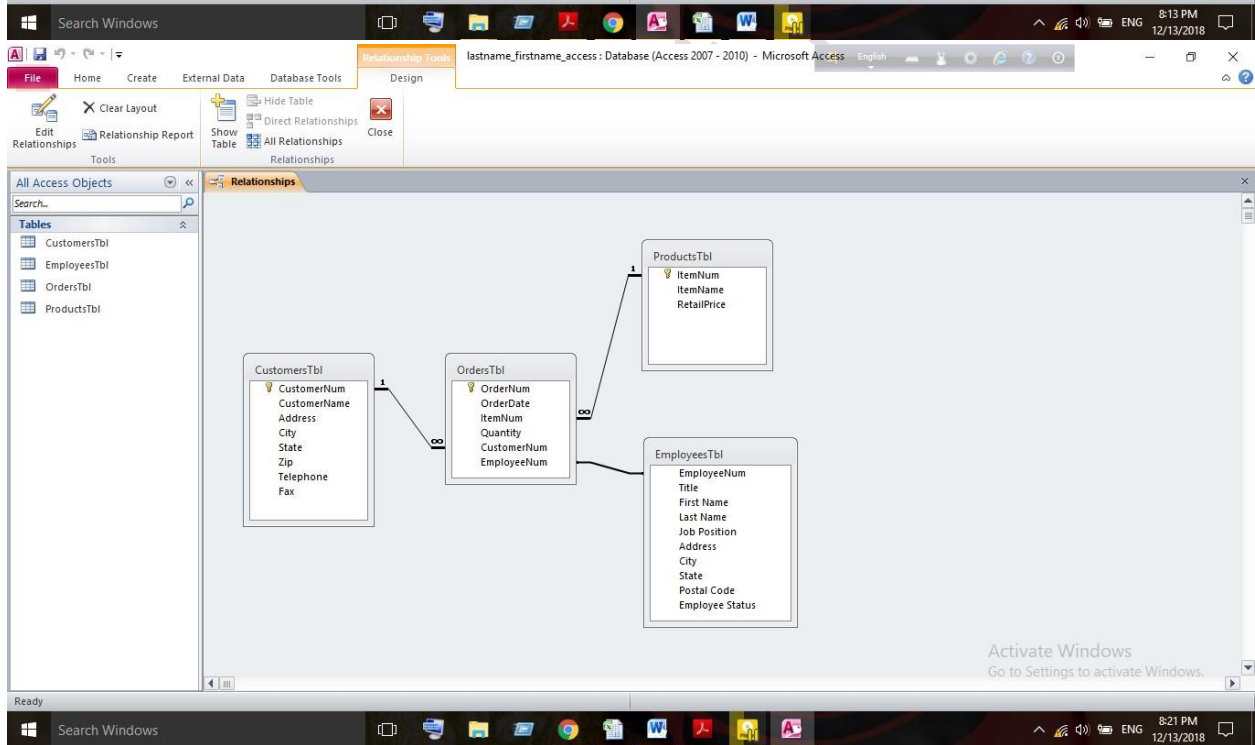 Search Windows
ENG
8:13 PM
12/13/2018
Relationship Tools
lastname_firstname_access : Database (Access 2007 - 2010) - Microsoft Access
English
File Home Create External Data Database Tools Design
Edit Relationships
Clear Layout
Relationship Report
Tools
Show Table
Hide Table
Direct Relationships
All Relationships
Relationships
Close
All Access Objects
Search...
Tables
CustomersTbl
EmployeesTbl
OrdersTbl
ProductsTbl
Relationships
CustomersTbl
CustomerNum
CustomerName
Address
City
State
Zip
Telephone
Fax
1
∞
OrdersTbl
OrderNum
OrderDate
ItemNum
Quantity
CustomerNum
EmployeeNum
1
∞
ProductsTbl
ItemNum
ItemName
RetailPrice
EmployeesTbl
EmployeeNum
Title
First Name
Last Name
Job Position
Address
City
State
Postal Code
Employee Status
Activate Windows
Go to Settings to activate Windows.
Ready
Search Windows
ENG
8:21 PM
12/13/2018